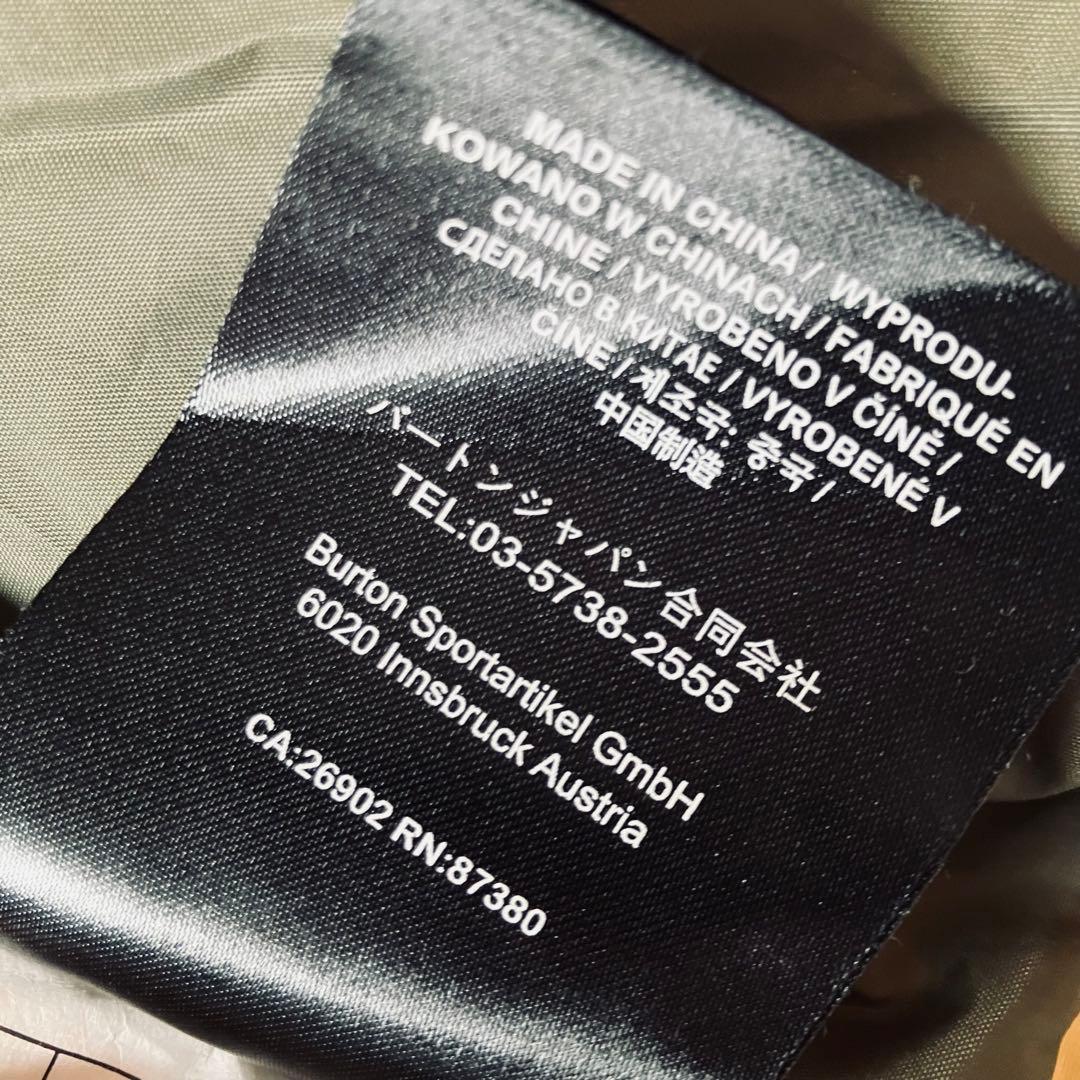 MADE IN CHINA / WYPRODU-
KOWANO W CHINACH / FABRIQUÉ EN
CHINE / VYROBENO V ČÍNĚ /
СДЕЛАНО В КИТАЕ / VYROBENÉ V
ČÍNE / 제조국: 중국 /
中国制造
バートンジャパン合同会社
TEL:03-5738-2555
Burton Sportartikel GmbH
6020 Innsbruck Austria
CA:26902 RN:87380